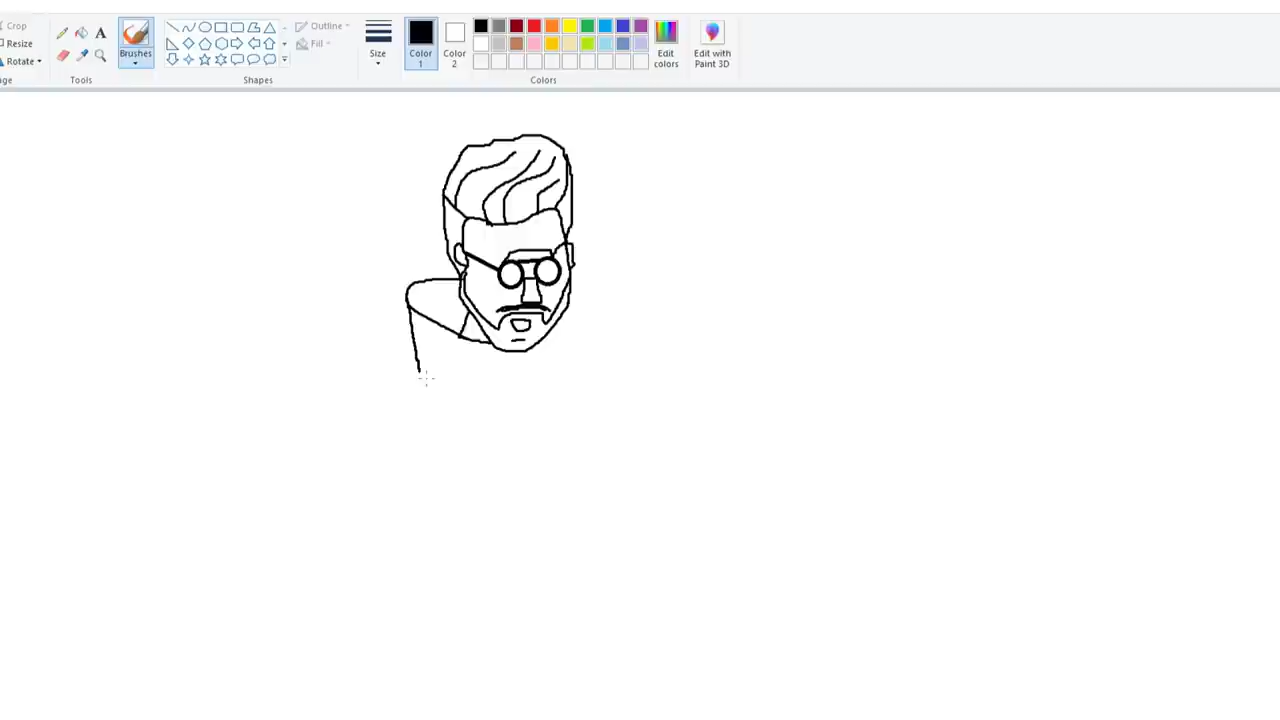 Crop
Resize
Rotate
ge
A
Tools
Brushes
Shapes
Outline
Fill
Size
Color
1
Color
2
Colors
Edit
colors
Edit with
Paint 3D